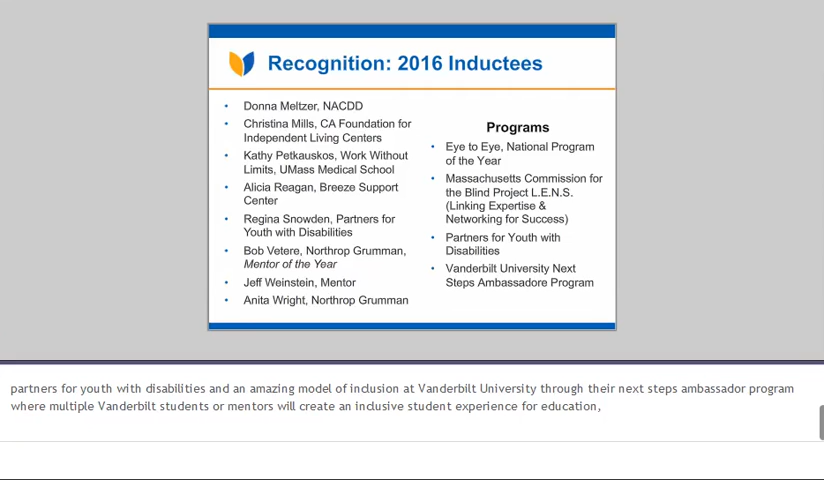 Recognition: 2016 Inductees
• Donna Meltzer, NACDD
• Christina Mills, CA Foundation for
Independent Living Centers
• Kathy Petkauskos, Work Without
Limits, UMass Medical School
• Alicia Reagan, Breeze Support
Center
• Regina Snowden, Partners for
Youth with Disabilities
• Bob Vetere, Northrop Grumman,
Mentor of the Year
• Jeff Weinstein, Mentor
• Anita Wright, Northrop Grumman
Programs
• Eye to Eye, National Program
of the Year
• Massachusetts Commission for
the Blind Project L.E.N.S.
(Linking Expertise &
Networking for Success)
• Partners for Youth with
Disabilities
• Vanderbilt University Next
Steps Ambassadore Program
partners for youth with disabilities and an amazing model of inclusion at Vanderbilt University through their next steps ambassador program
where multiple Vanderbilt students or mentors will create an inclusive student experience for education,